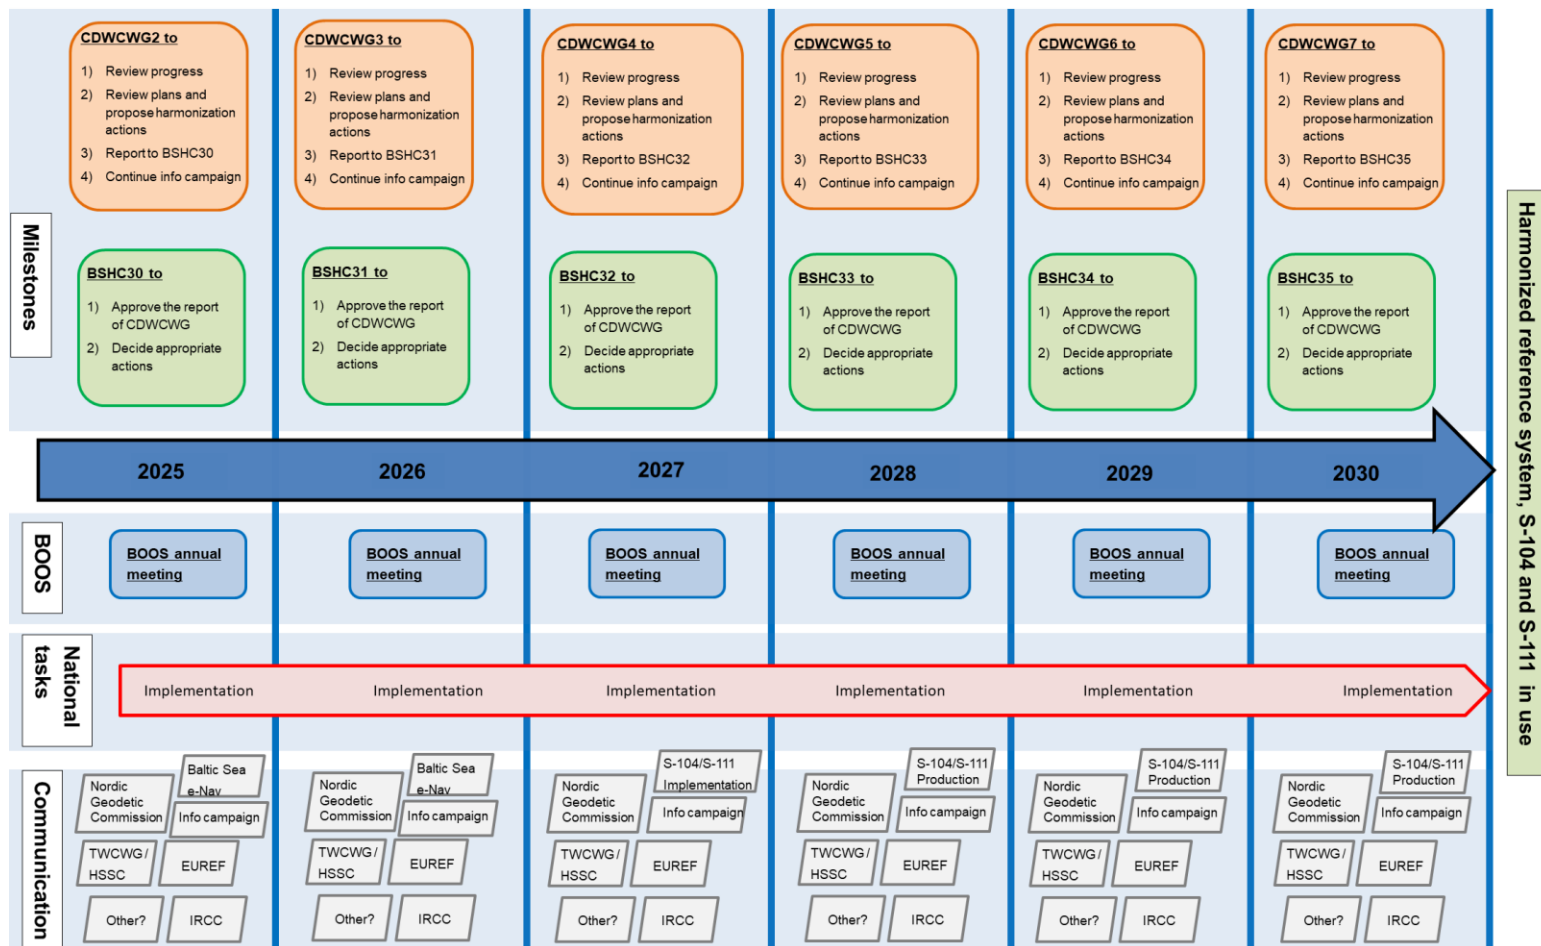 CDWCWG2 to
1) Review progress
2) Review plans and
propose harmonization
actions
3) Report to BSHC30
4) Continue info campaign
CDWCWG3 to
1) Review progress
2) Review plans and
propose harmonization
actions
3) Report to BSHC31
4) Continue info campaign
CDWCWG4 to
1) Review progress
2) Review plans and
propose harmonization
actions
3) Report to BSHC32
4) Continue info campaign
CDWCWG5 to
1) Review progress
2) Review plans and
propose harmonization
actions
3) Report to BSHC33
4) Continue info campaign
CDWCWG6 to
1) Review progress
2) Review plans and
propose harmonization
actions
3) Report to BSHC34
4) Continue info campaign
CDWCWG7 to
1) Review progress
2) Review plans and
propose harmonization
actions
3) Report to BSHC35
4) Continue info campaign
Milestones
BSHC30 to
1) Approve the report
of CDWCWG
2) Decide appropriate
actions
BSHC31 to
1) Approve the report
of CDWCWG
2) Decide appropriate
actions
BSHC32 to
1) Approve the report
of CDWCWG
2) Decide appropriate
actions
BSHC33 to
1) Approve the report
of CDWCWG
2) Decide appropriate
actions
BSHC34 to
1) Approve the report
of CDWCWG
2) Decide appropriate
actions
BSHC35 to
1) Approve the report
of CDWCWG
2) Decide appropriate
actions
2025
2026
2027
2028
2029
2030
BOOS
BOOS annual
meeting
BOOS annual
meeting
BOOS annual
meeting
BOOS annual
meeting
BOOS annual
meeting
BOOS annual
meeting
National
tasks
Implementation
Implementation
Implementation
Implementation
Implementation
Implementation
Communication
Nordic
Geodetic
Commission
Baltic Sea
e-Nav
Info campaign
TWCWG/
HSSC
EUREF
Other?
IRCC
Nordic
Geodetic
Commission
Baltic Sea
e-Nav
Info campaign
TWCWG/
HSSC
EUREF
Other?
IRCC
Nordic
Geodetic
Commission
S-104/S-111
Implementation
Info campaign
TWCWG/
HSSC
EUREF
Other?
IRCC
Nordic
Geodetic
Commission
S-104/S-111
Production
Info campaign
TWCWG/
HSSC
EUREF
Other?
IRCC
Nordic
Geodetic
Commission
S-104/S-111
Production
Info campaign
TWCWG/
HSSC
EUREF
Other?
IRCC
Nordic
Geodetic
Commission
S-104/S-111
Production
Info campaign
TWCWG/
HSSC
EUREF
Other?
IRCC
Harmonized reference system, S-104 and S-111 in use